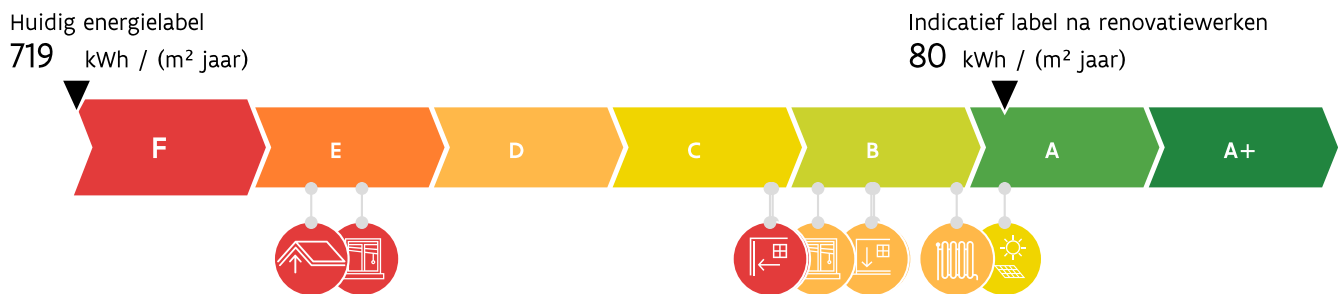 Huidig energielabel
719 kWh / (m² jaar)
Indicatief label na renovatiewerken
80 kWh / (m² jaar)
F E D C B A A+